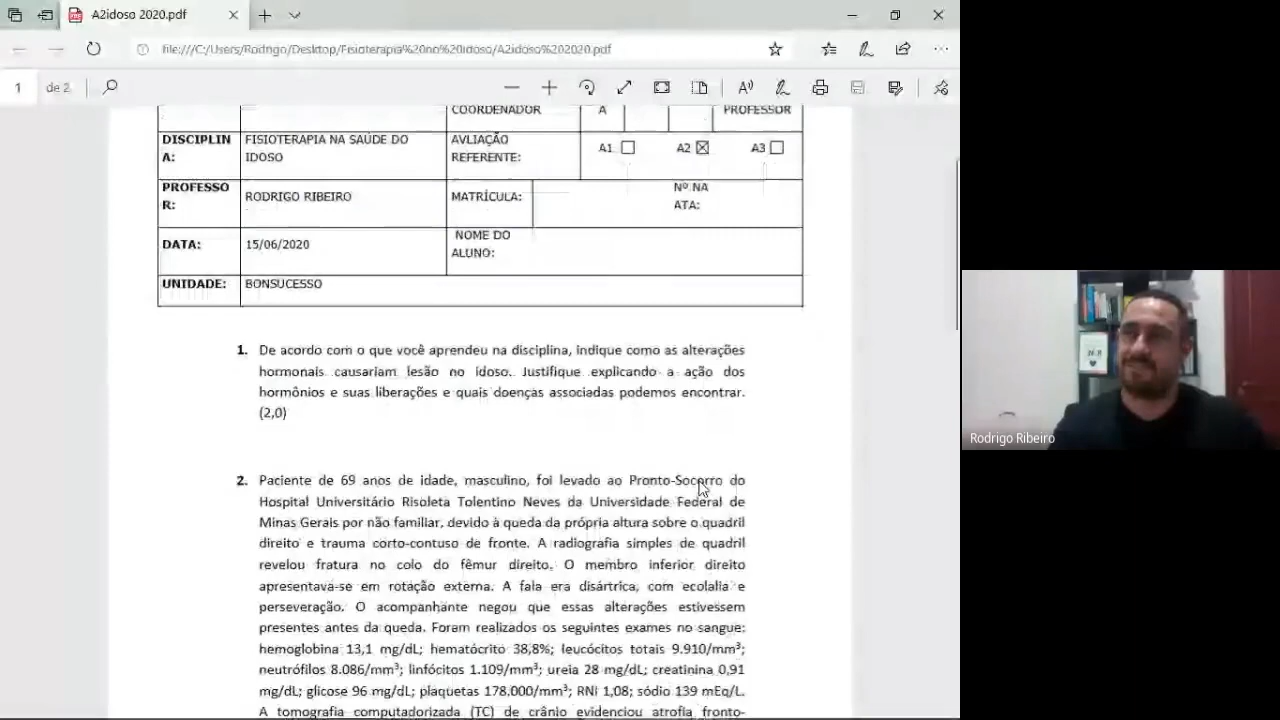 A2idoso 2020.pdf
file:///C:/Users/Rodrigo/Desktop/Fisioterapia%20no%20Idoso/A2idoso%202020.pdf
1 de 2
COORDENADOR A PROFESSOR
DISCIPLIN FISIOTERAPIA NA SAÚDE DO AVLIAÇÃO A1 A2 A3
A: IDOSO REFERENTE:
PROFESSO Nº NA
R: RODRIGO RIBEIRO MATRÍCULA: ATA:
DATA: 15/06/2020 NOME DO
ALUNO:
UNIDADE: BONSUCESSO
1. De acordo com o que você aprendeu na disciplina, indique como as alterações
hormonais causariam lesão no idoso. Justifique explicando a ação dos
hormônios e suas liberações e quais doenças associadas podemos encontrar.
(2,0)
2. Paciente de 69 anos de idade, masculino, foi levado ao Pronto-Socorro do
Hospital Universitário Risoleta Tolentino Neves da Universidade Federal de
Minas Gerais por não familiar, devido à queda da própria altura sobre o quadril
direito e trauma corto-contuso de fronte. A radiografia simples de quadril
revelou fratura no colo do fêmur direito. O membro inferior direito
apresentava-se em rotação externa. A fala era disártrica, com ecolalia e
perseveração. O acompanhante negou que essas alterações estivessem
presentes antes da queda. Foram realizados os seguintes exames no sangue:
hemoglobina 13,1 mg/dL; hematócrito 38,8%; leucócitos totais 9.910/mm³;
neutrófilos 8.086/mm³; linfócitos 1.109/mm³; ureia 28 mg/dL; creatinina 0,91
mg/dL; glicose 96 mg/dL; plaquetas 178.000/mm³; RNI 1,08; sódio 139 mEq/L.
A tomografia computadorizada (TC) de crânio evidenciou atrofia fronto-
Rodrigo Ribeiro